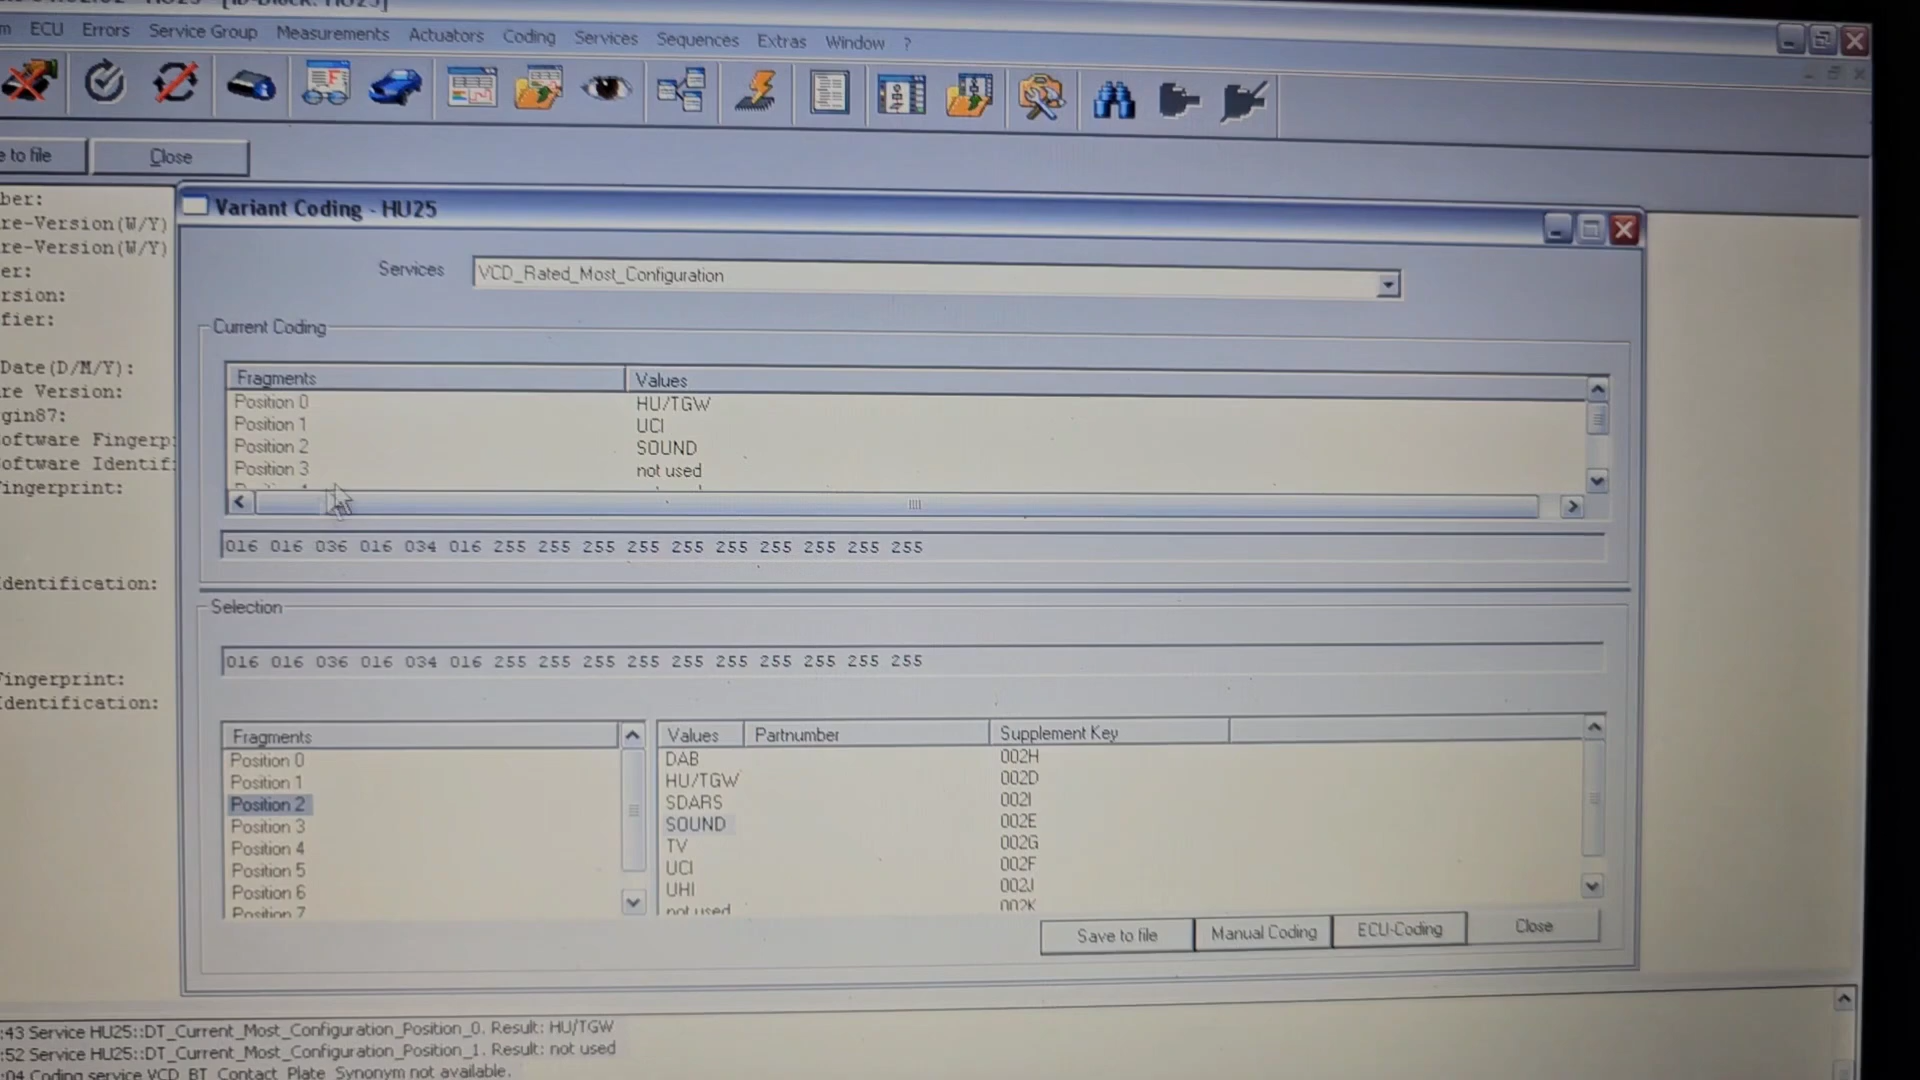 ECU Errors Service Group Measurements Actuators Coding Services Sequences Extras Window ?
e to file Close
ber:
re-Version(W/Y)
re-Version(W/Y)
er:
rsion:
fier:
Date(D/M/Y):
re Version:
gin87:
oftware Fingerp
oftware Identif
ingerprint:
dentification:
ingerprint:
dentification:
Variant Coding - HU25
Services VCD_Rated_Most_Configuration
Current Coding
Fragments Values
Position 0 HU/TGW
Position 1 UCI
Position 2 SOUND
Position 3 not used
016 016 036 016 034 016 255 255 255 255 255 255 255 255 255 255
Selection
016 016 036 016 034 016 255 255 255 255 255 255 255 255 255 255
Fragments
Position 0
Position 1
Position 2
Position 3
Position 4
Position 5
Position 6
Position 7
Values Partnumber Supplement Key
DAB 002H
HU/TGW 002D
SDARS 002I
SOUND 002E
TV 002G
UCI 002F
UHI 002J
not used 002K
Save to file Manual Coding ECU-Coding Close
:43 Service HU25::DT_Current_Most_Configuration_Position_0. Result: HU/TGW
:52 Service HU25::DT_Current_Most_Configuration_Position_1. Result: not used
:04 Coding service VCD_BT_Contact_Plate_Synonym not available.